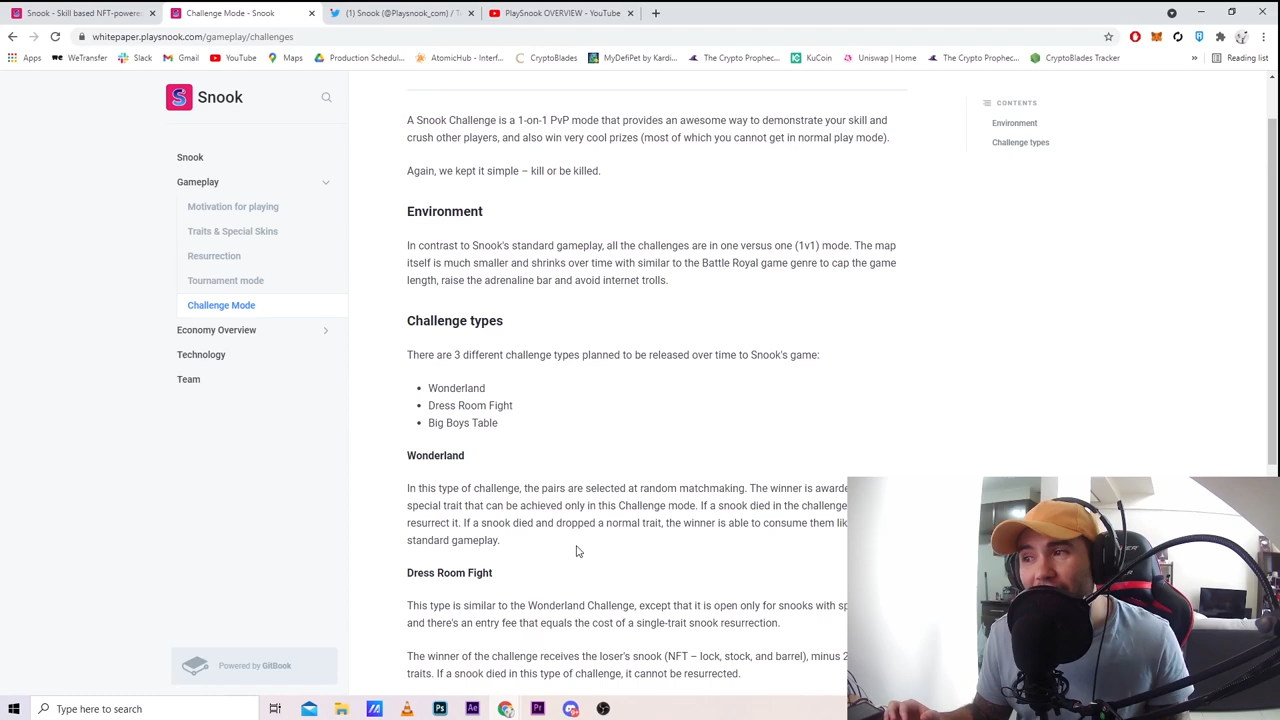 Snook - Skill based NFT-powere
Challenge Mode - Snook
(1) Snook (@Playsnook_com) / T
PlaySnook OVERVIEW - YouTube
whitepaper.playsnook.com/gameplay/challenges
Apps
WeTransfer
Slack
Gmail
YouTube
Maps
Production Schedul...
AtomicHub - Interf...
CryptoBlades
MyDefiPet by Kardi...
The Crypto Prophec...
KuCoin
Uniswap | Home
The Crypto Prophec...
CryptoBlades Tracker
»
Reading list
Snook
Snook
Gameplay
Motivation for playing
Traits & Special Skins
Resurrection
Tournament mode
Challenge Mode
Economy Overview
Technology
Team
Powered by GitBook
A Snook Challenge is a 1-on-1 PvP mode that provides an awesome way to demonstrate your skill and
crush other players, and also win very cool prizes (most of which you cannot get in normal play mode).
Again, we kept it simple – kill or be killed.
Environment
In contrast to Snook's standard gameplay, all the challenges are in one versus one (1v1) mode. The map
itself is much smaller and shrinks over time with similar to the Battle Royal game genre to cap the game
length, raise the adrenaline bar and avoid internet trolls.
Challenge types
There are 3 different challenge types planned to be released over time to Snook's game:
• Wonderland
• Dress Room Fight
• Big Boys Table
Wonderland
In this type of challenge, the pairs are selected at random matchmaking. The winner is awarde
special trait that can be achieved only in this Challenge mode. If a snook died in the challenge
resurrect it. If a snook died and dropped a normal trait, the winner is able to consume them lik
standard gameplay.
Dress Room Fight
This type is similar to the Wonderland Challenge, except that it is open only for snooks with sp
and there's an entry fee that equals the cost of a single-trait snook resurrection.
The winner of the challenge receives the loser's snook (NFT – lock, stock, and barrel), minus 2
traits. If a snook died in this type of challenge, it cannot be resurrected.
CONTENTS
Environment
Challenge types
Type here to search